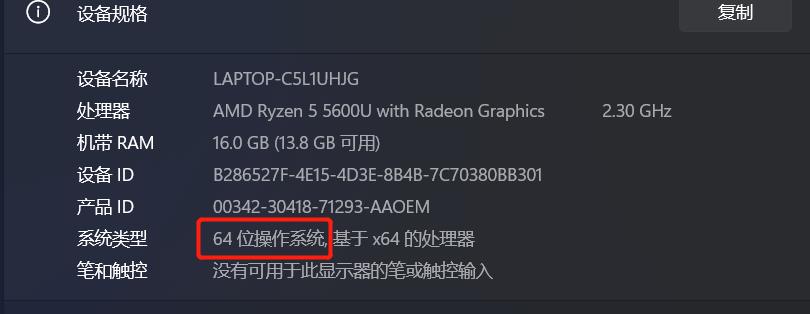 设备规格 复制
设备名称 LAPTOP-C5L1UHJG
处理器 AMD Ryzen 5 5600U with Radeon Graphics 2.30 GHz
机带 RAM 16.0 GB (13.8 GB 可用)
设备 ID B286527F-4E15-4D3E-8B4B-7C70380BB301
产品 ID 00342-30418-71293-AAOEM
系统类型 64 位操作系统, 基于 x64 的处理器
笔和触控 没有可用于此显示器的笔或触控输入